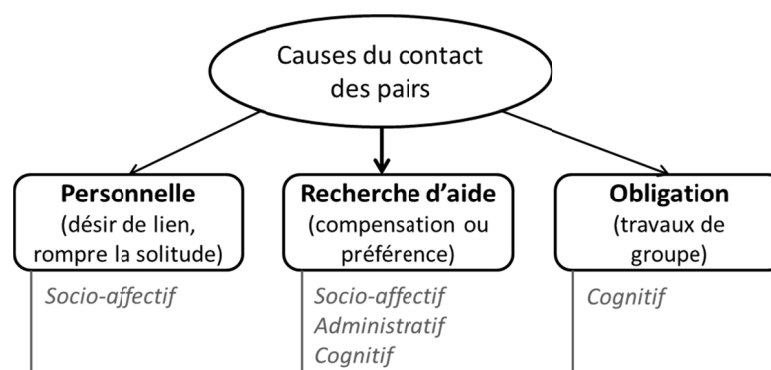 Causes du contact
des pairs
Personnelle
(désir de lien,
rompre la solitude)
Recherche d'aide
(compensation ou
préférence)
Obligation
(travaux de
groupe)
Socio-affectif
Socio-affectif
Administratif
Cognitif
Cognitif